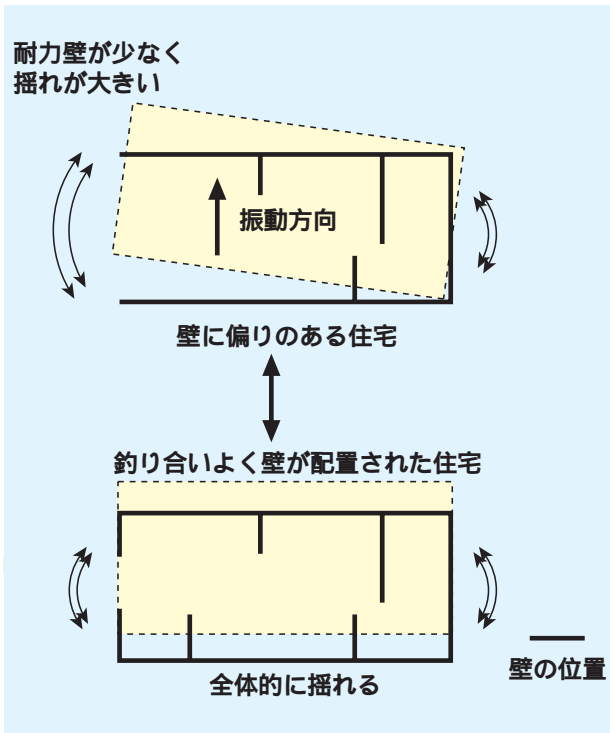 耐力壁が少なく
揺れが大きい
振動方向
壁に偏りのある住宅
釣り合いよく壁が配置された住宅
壁の位置
全体的に揺れる